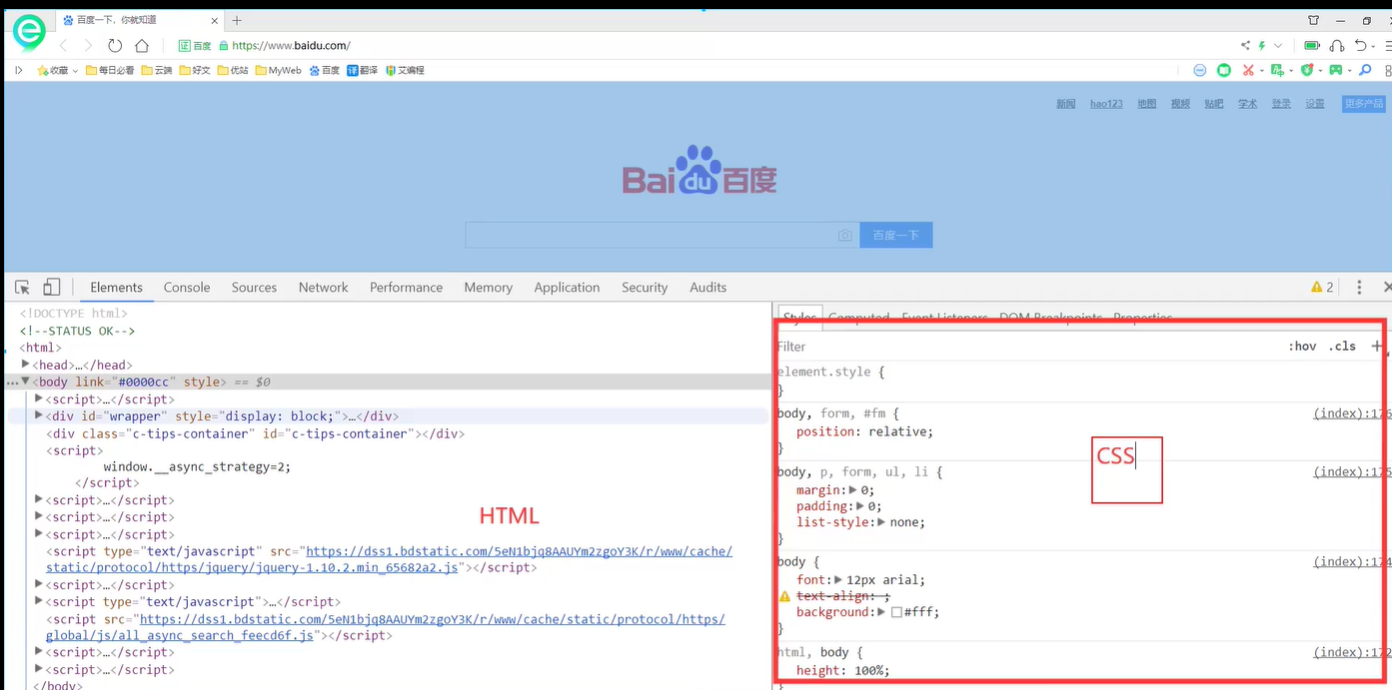 百度一下，你就知道
证 百度 https://www.baidu.com/
收藏 每日必看 云端 好文 优站 MyWeb 百度 译 翻译 艾编程
新闻 hao123 地图 视频 贴吧 学术 登录 设置 更多产品
Baidu百度
百度一下
Elements Console Sources Network Performance Memory Application Security Audits 2
<!DOCTYPE html>
<!--STATUS OK-->
<html>
<head>…</head>
<body link="#0000cc" style> == $0
<script>…</script>
<div id="wrapper" style="display: block;">…</div>
<div class="c-tips-container" id="c-tips-container"></div>
<script>
window.__async_strategy=2;
</script>
<script>…</script>
<script>…</script>
<script>…</script>
<script type="text/javascript" src="https://dss1.bdstatic.com/5eN1bjq8AAUYm2zgoY3K/r/www/cache/
static/protocol/https/jquery/jquery-1.10.2.min_65682a2.js"></script>
<script>…</script>
<script type="text/javascript">…</script>
<script src="https://dss1.bdstatic.com/5eN1bjq8AAUYm2zgoY3K/r/www/cache/static/protocol/https/
global/js/all_async_search_feecd6f.js"></script>
<script>…</script>
<script>…</script>
</body>
HTML
Styles Computed Event Listeners DOM Breakpoints Properties
Filter :hov .cls +
element.style {
}
body, form, #fm { (index):176
position: relative;
}
body, p, form, ul, li { (index):175
margin: 0;
padding: 0;
list-style: none;
}
body { (index):174
font: 12px arial;
text-align: ;
background: #fff;
}
html, body { (index):172
height: 100%;
}
CSS